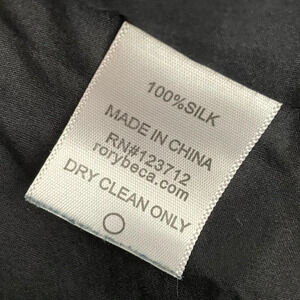 100%SILK
MADE IN CHINA
RN#123712
rorybeca.com
DRY CLEAN ONLY